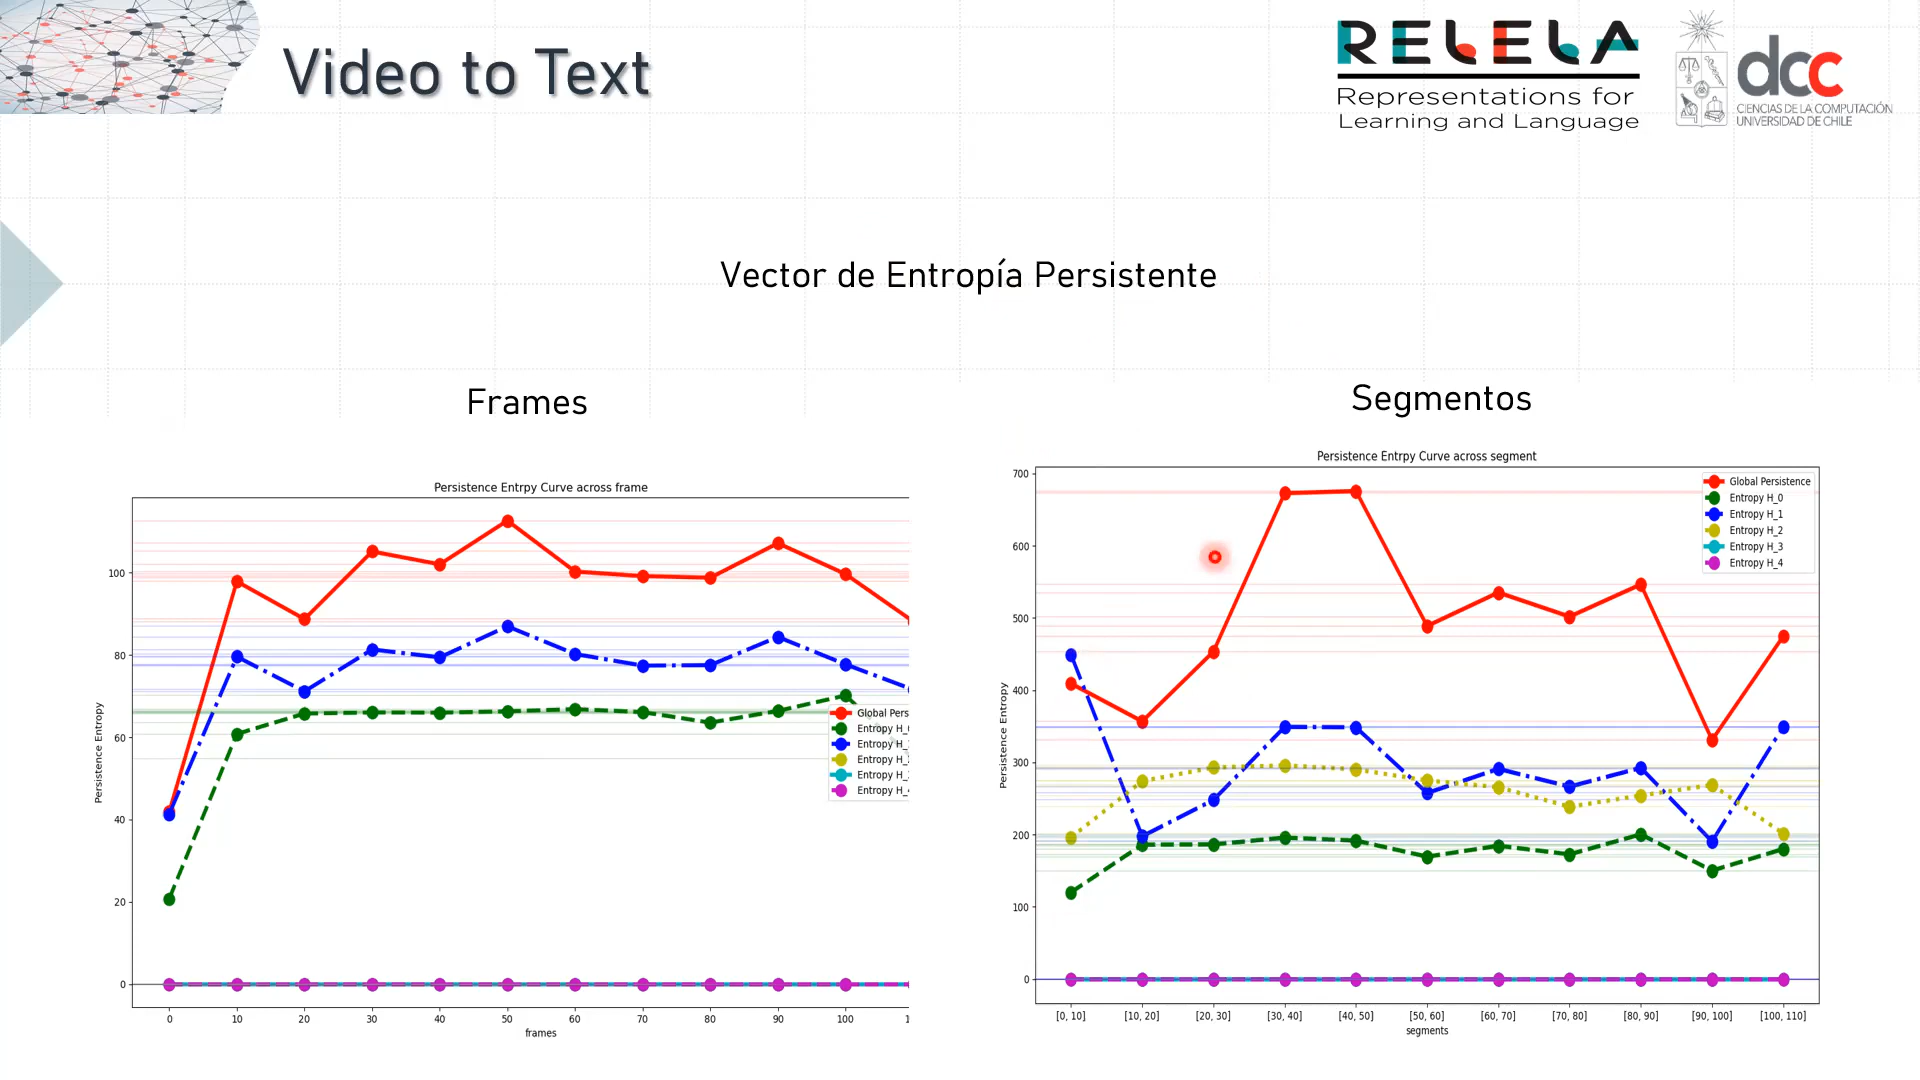 Video to Text
RELELA
Representations for
Learning and Language
dcc
CIENCIAS DE LA COMPUTACIÓN
UNIVERSIDAD DE CHILE
Vector de Entropía Persistente
Frames
Segmentos
Persistence Entrpy Curve across frame
Persistence Entropy
100
80
60
40
20
0
0 10 20 30 40 50 60 70 80 90 100 1
frames
Global Pers
Entropy H_
Entropy H_
Entropy H_
Entropy H_
Entropy H_
Persistence Entrpy Curve across segment
Persistence Entropy
700
600
500
400
300
200
100
0
[0, 10] [10, 20] [20, 30] [30, 40] [40, 50] [50, 60] [60, 70] [70, 80] [80, 90] [90, 100] [100, 110]
segments
Global Persistence
Entropy H_0
Entropy H_1
Entropy H_2
Entropy H_3
Entropy H_4